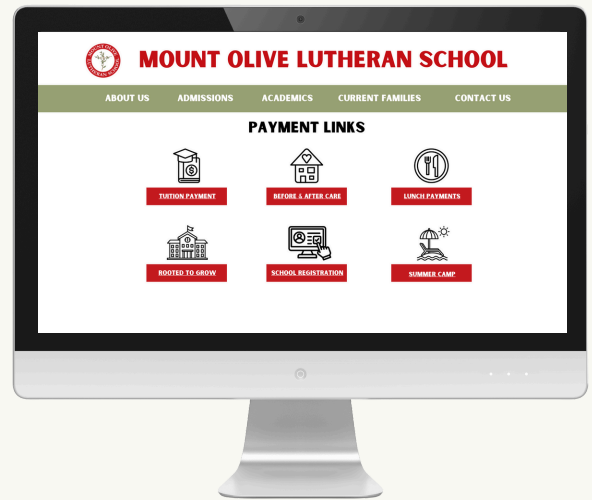 MOUNT OLIVE LUTHERAN SCHOOL
ABOUT US ADMISSIONS ACADEMICS CURRENT FAMILIES CONTACT US
PAYMENT LINKS
TUITION PAYMENT BEFORE & AFTER CARE LUNCH PAYMENTS
ROOTED TO GROW SCHOOL REGISTRATION SUMMER CAMP